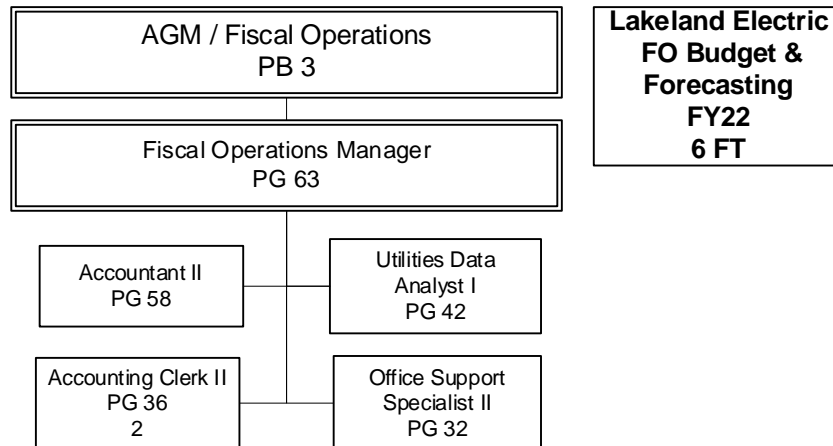 AGM / Fiscal Operations
PB 3
Lakeland Electric
FO Budget &
Forecasting
FY22
6 FT
Fiscal Operations Manager
PG 63
Accountant II
PG 58
Utilities Data
Analyst I
PG 42
Accounting Clerk II
PG 36
2
Office Support
Specialist II
PG 32